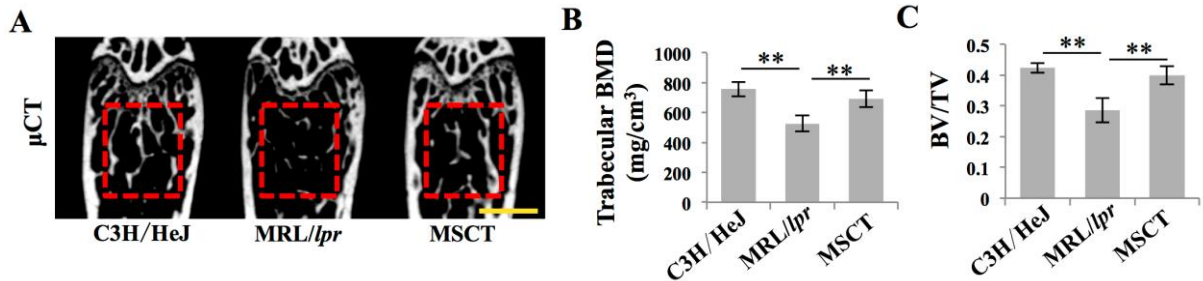 A
μCT
C3H/HeJ
MRL/lpr
MSCT
B
Trabecular BMD
(mg/cm³)
1000
800
600
400
200
0
**
**
C3H/HeJ
MRL/lpr
MSCT
C
BV/TV
0.5
0.4
0.3
0.2
0.1
0
**
**
C3H/HeJ
MRL/lpr
MSCT